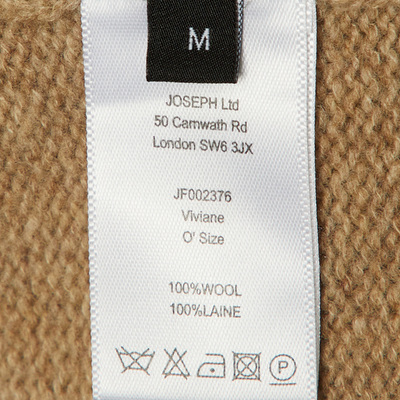 M
JOSEPH Ltd
50 Carnwath Rd
London SW6 3JX
JF002376
Viviane
O' Size
100%WOOL
100%LAINE
P